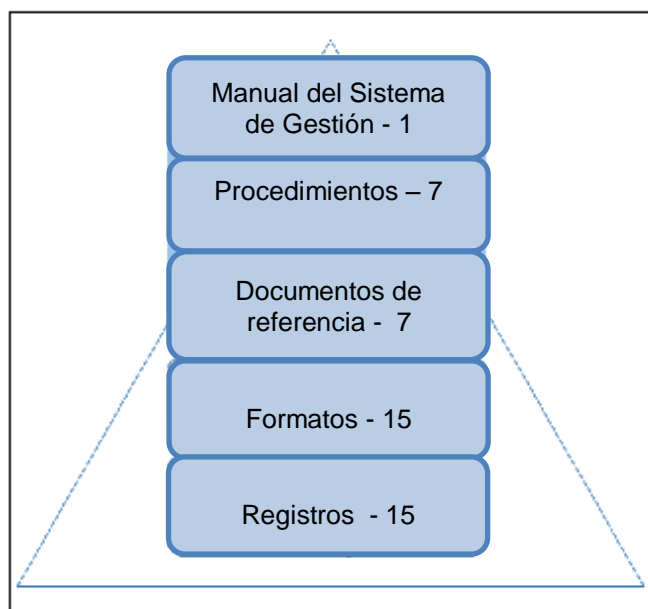 Manual del Sistema
de Gestión - 1
Procedimientos – 7
Documentos de
referencia - 7
Formatos - 15
Registros - 15